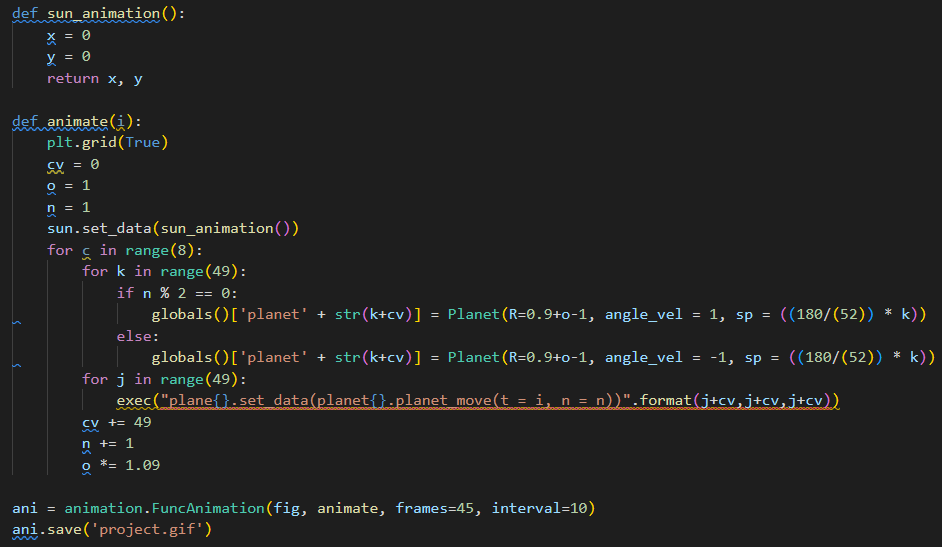 def sun_animation():
    x = 0
    y = 0
    return x, y

def animate(i):
    plt.grid(True)
    cv = 0
    o = 1
    n = 1
    sun.set_data(sun_animation())
    for c in range(8):
        for k in range(49):
            if n % 2 == 0:
                globals()['planet' + str(k+cv)] = Planet(R=0.9+o-1, angle_vel = 1, sp = ((180/(52)) * k))
            else:
                globals()['planet' + str(k+cv)] = Planet(R=0.9+o-1, angle_vel = -1, sp = ((180/(52)) * k))
        for j in range(49):
            exec("plane{}.set_data(planet{}.planet_move(t = i, n = n))".format(j+cv,j+cv,j+cv))
        cv += 49
        n += 1
        o *= 1.09

ani = animation.FuncAnimation(fig, animate, frames=45, interval=10)
ani.save('project.gif')